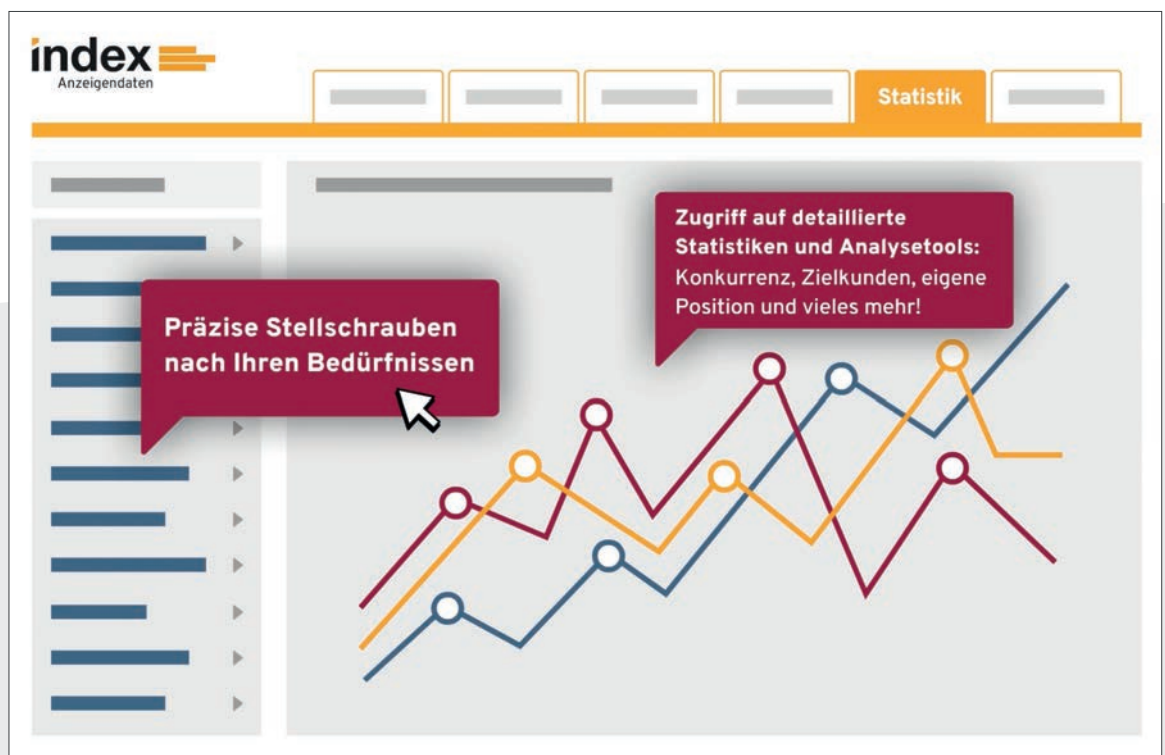 index
Anzeigendaten
Statistik
Zugriff auf detaillierte
Statistiken und Analysetools:
Konkurrenz, Zielkunden, eigene
Position und vieles mehr!
Präzise Stellschrauben
nach Ihren Bedürfnissen